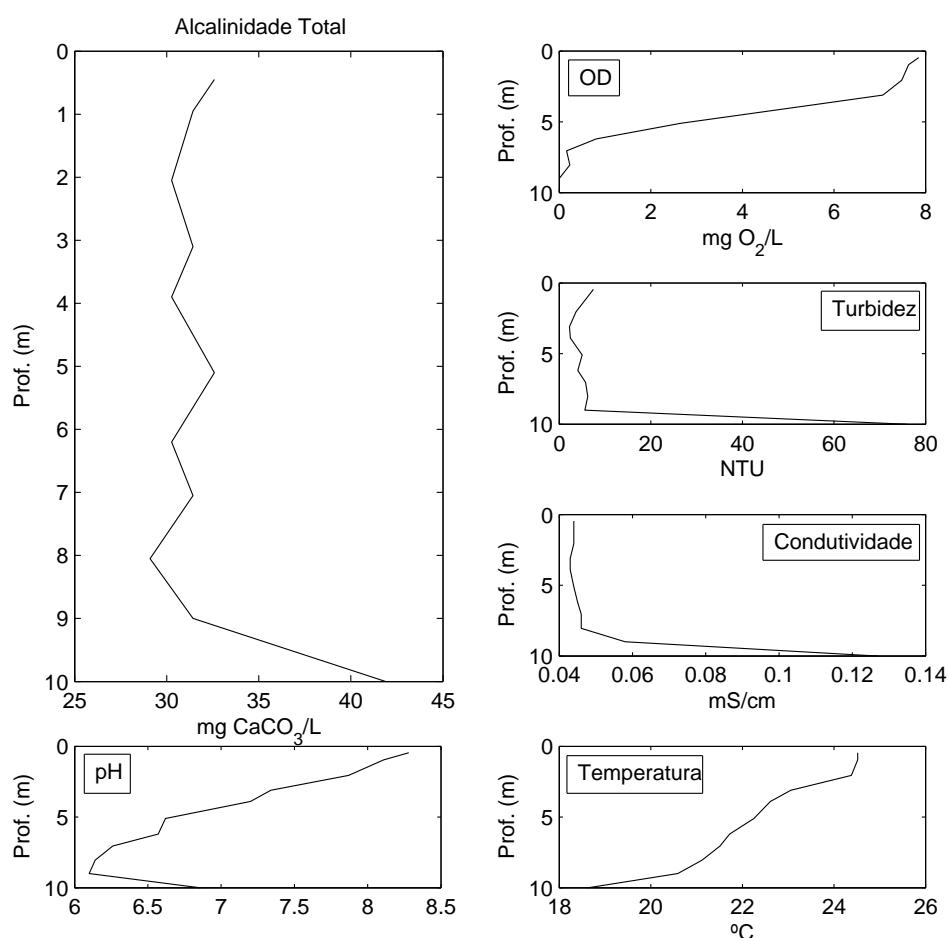 Alcalinidade Total
0
1
2
3
4
5
6
7
8
9
10
Prof. (m)
25 30 35 40 45
mg CaCO3/L
OD
0
5
10
Prof. (m)
0 2 4 6 8
mg O2/L
Turbidez
0
5
10
Prof. (m)
0 20 40 60 80
NTU
Condutividade
0
5
10
Prof. (m)
0.04 0.06 0.08 0.1 0.12 0.14
mS/cm
pH
0
5
10
Prof. (m)
6 6.5 7 7.5 8 8.5
Temperatura
0
5
10
Prof. (m)
18 20 22 24 26
ºC